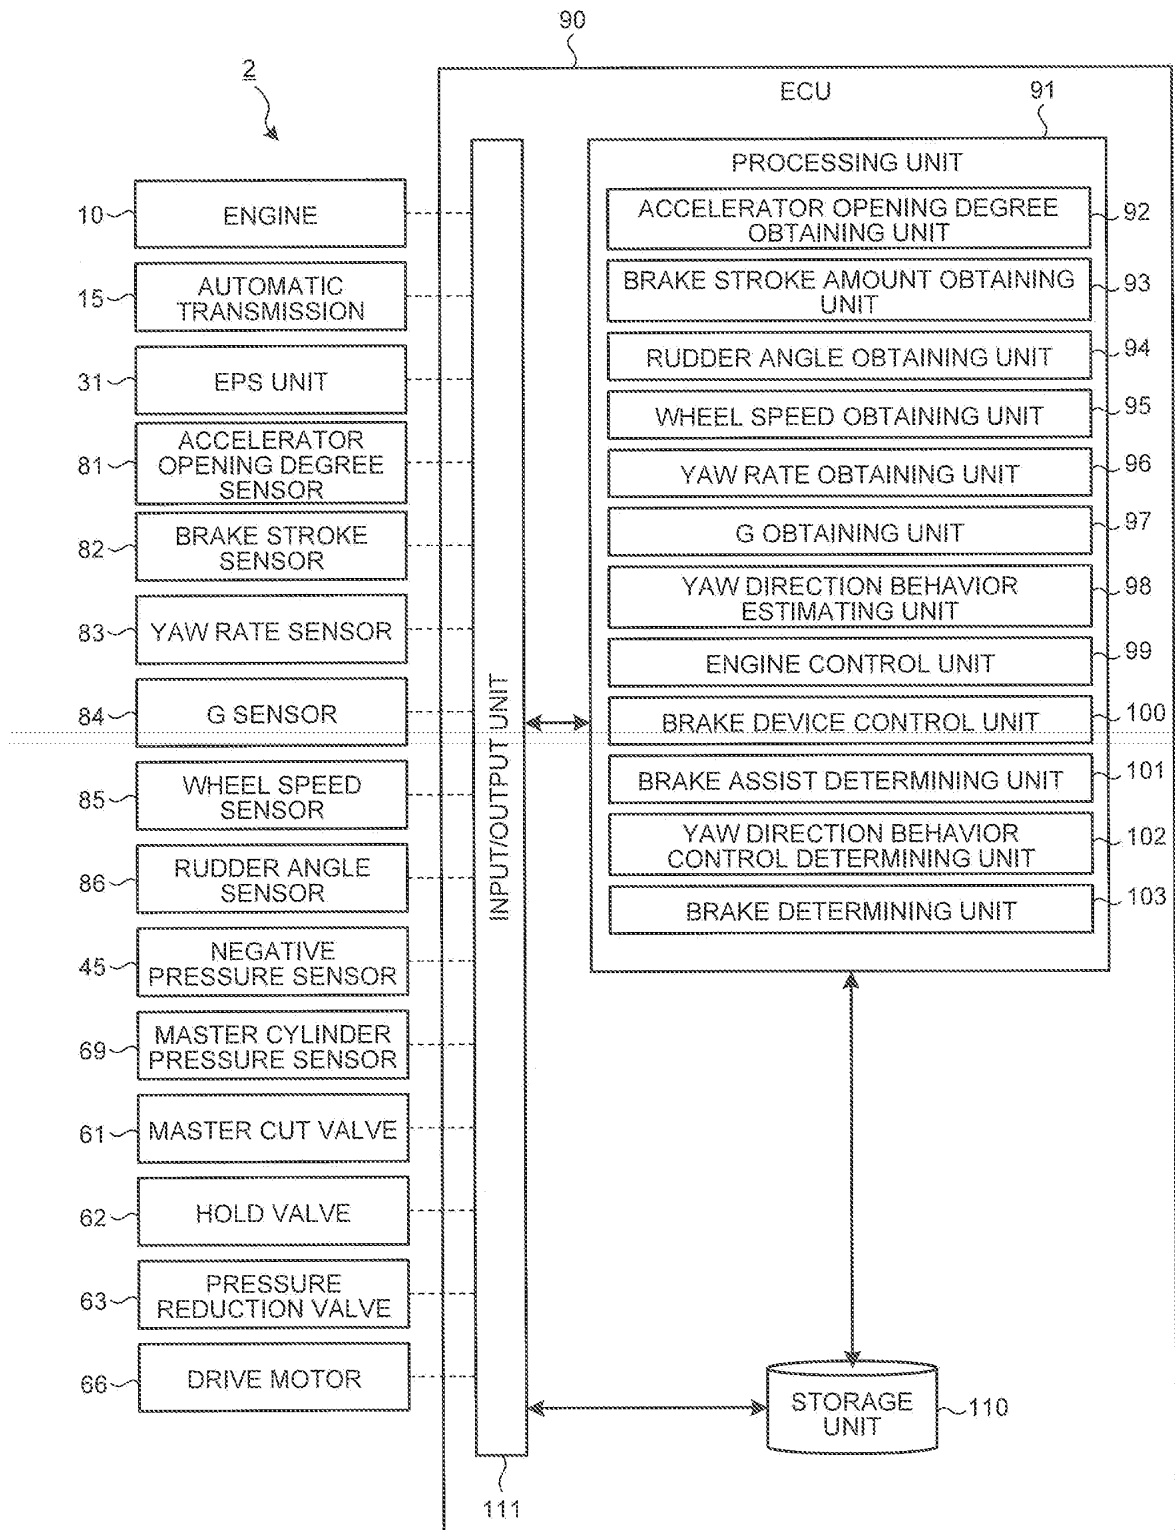 90
2
ECU
91
PROCESSING UNIT
10
ENGINE
ACCELERATOR OPENING DEGREE
OBTAINING UNIT
92
15
AUTOMATIC
TRANSMISSION
BRAKE STROKE AMOUNT OBTAINING
UNIT
93
31
EPS UNIT
RUDDER ANGLE OBTAINING UNIT
94
81
ACCELERATOR
OPENING DEGREE
SENSOR
WHEEL SPEED OBTAINING UNIT
95
YAW RATE OBTAINING UNIT
96
82
BRAKE STROKE
SENSOR
G OBTAINING UNIT
97
83
YAW RATE SENSOR
YAW DIRECTION BEHAVIOR
ESTIMATING UNIT
98
ENGINE CONTROL UNIT
99
84
G SENSOR
BRAKE DEVICE CONTROL UNIT
100
85
WHEEL SPEED
SENSOR
BRAKE ASSIST DETERMINING UNIT
101
86
RUDDER ANGLE
SENSOR
YAW DIRECTION BEHAVIOR
CONTROL DETERMINING UNIT
102
BRAKE DETERMINING UNIT
103
INPUT/OUTPUT UNIT
45
NEGATIVE
PRESSURE SENSOR
69
MASTER CYLINDER
PRESSURE SENSOR
61
MASTER CUT VALVE
62
HOLD VALVE
63
PRESSURE
REDUCTION VALVE
66
DRIVE MOTOR
STORAGE
UNIT
110
111